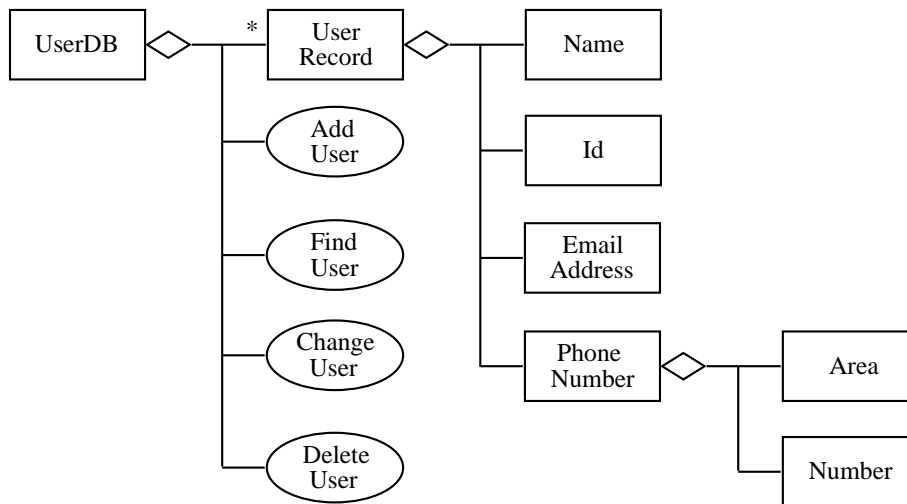 UserDB
*
User
Record
Name
Add
User
Id
Find
User
Email
Address
Change
User
Phone
Number
Area
Delete
User
Number